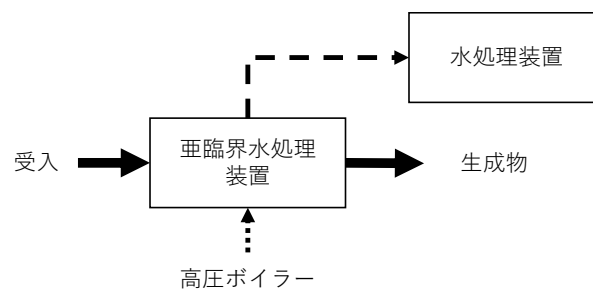 水処理装置
受入
亜臨界水処理
装置
生成物
高圧ボイラー